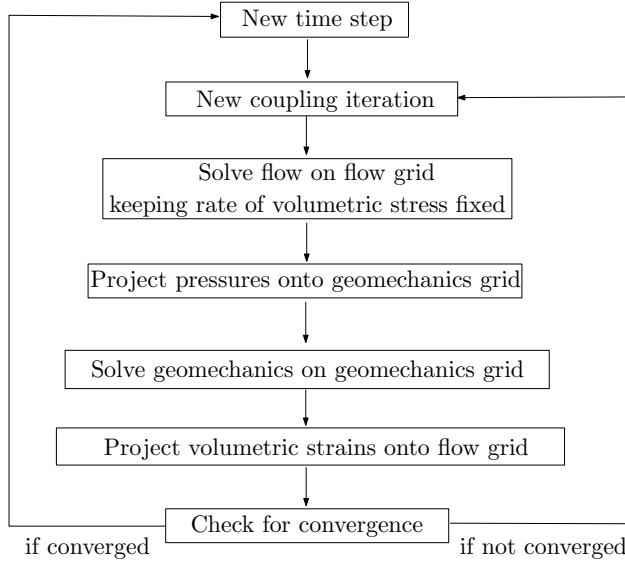 New time step
New coupling iteration
Solve flow on flow grid
keeping rate of volumetric stress fixed
Project pressures onto geomechanics grid
Solve geomechanics on geomechanics grid
Project volumetric strains onto flow grid
Check for convergence
if converged
if not converged